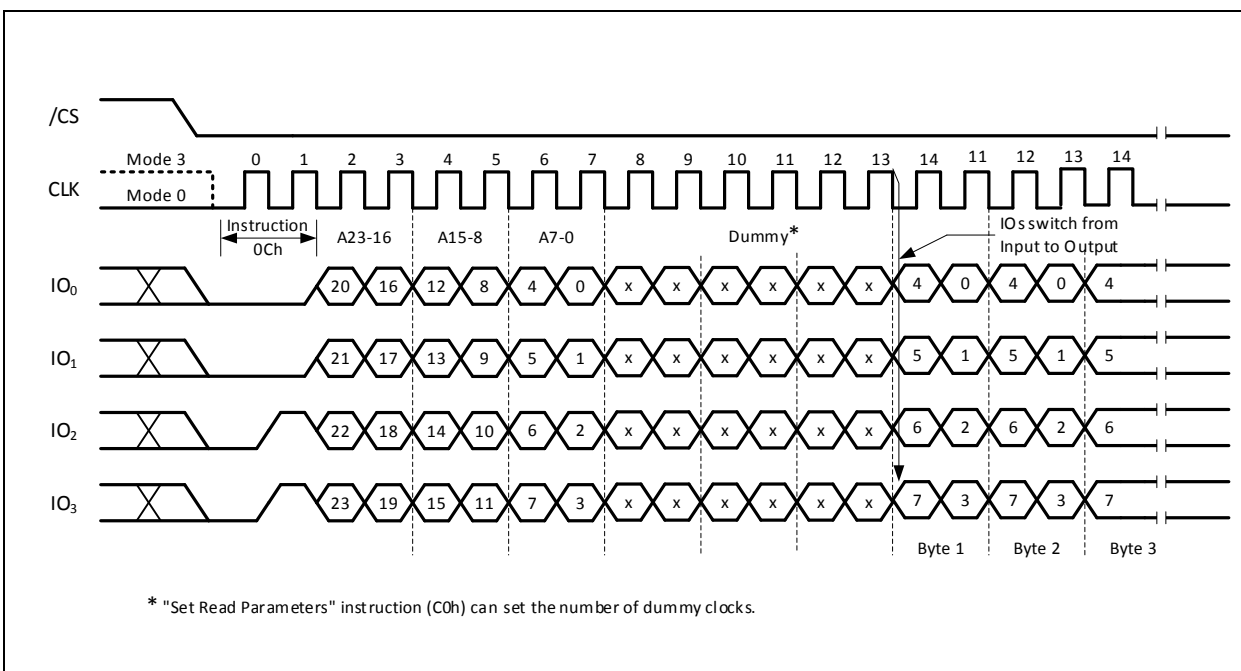 /CS
Mode 3 0 1 2 3 4 5 6 7 8 9 10 11 12 13 14 11 12 13 14
CLK
Mode 0
Instruction A23-16 A15-8 A7-0 Dummy* IOs switch from
0Ch Input to Output
IO0 20 16 12 8 4 0 x x x x x x 4 0 4 0 4
IO1 21 17 13 9 5 1 x x x x x x 5 1 5 1 5
IO2 22 18 14 10 6 2 x x x x x x 6 2 6 2 6
IO3 23 19 15 11 7 3 x x x x x x 7 3 7 3 7
Byte 1 Byte 2 Byte 3
* "Set Read Parameters" instruction (C0h) can set the number of dummy clocks.